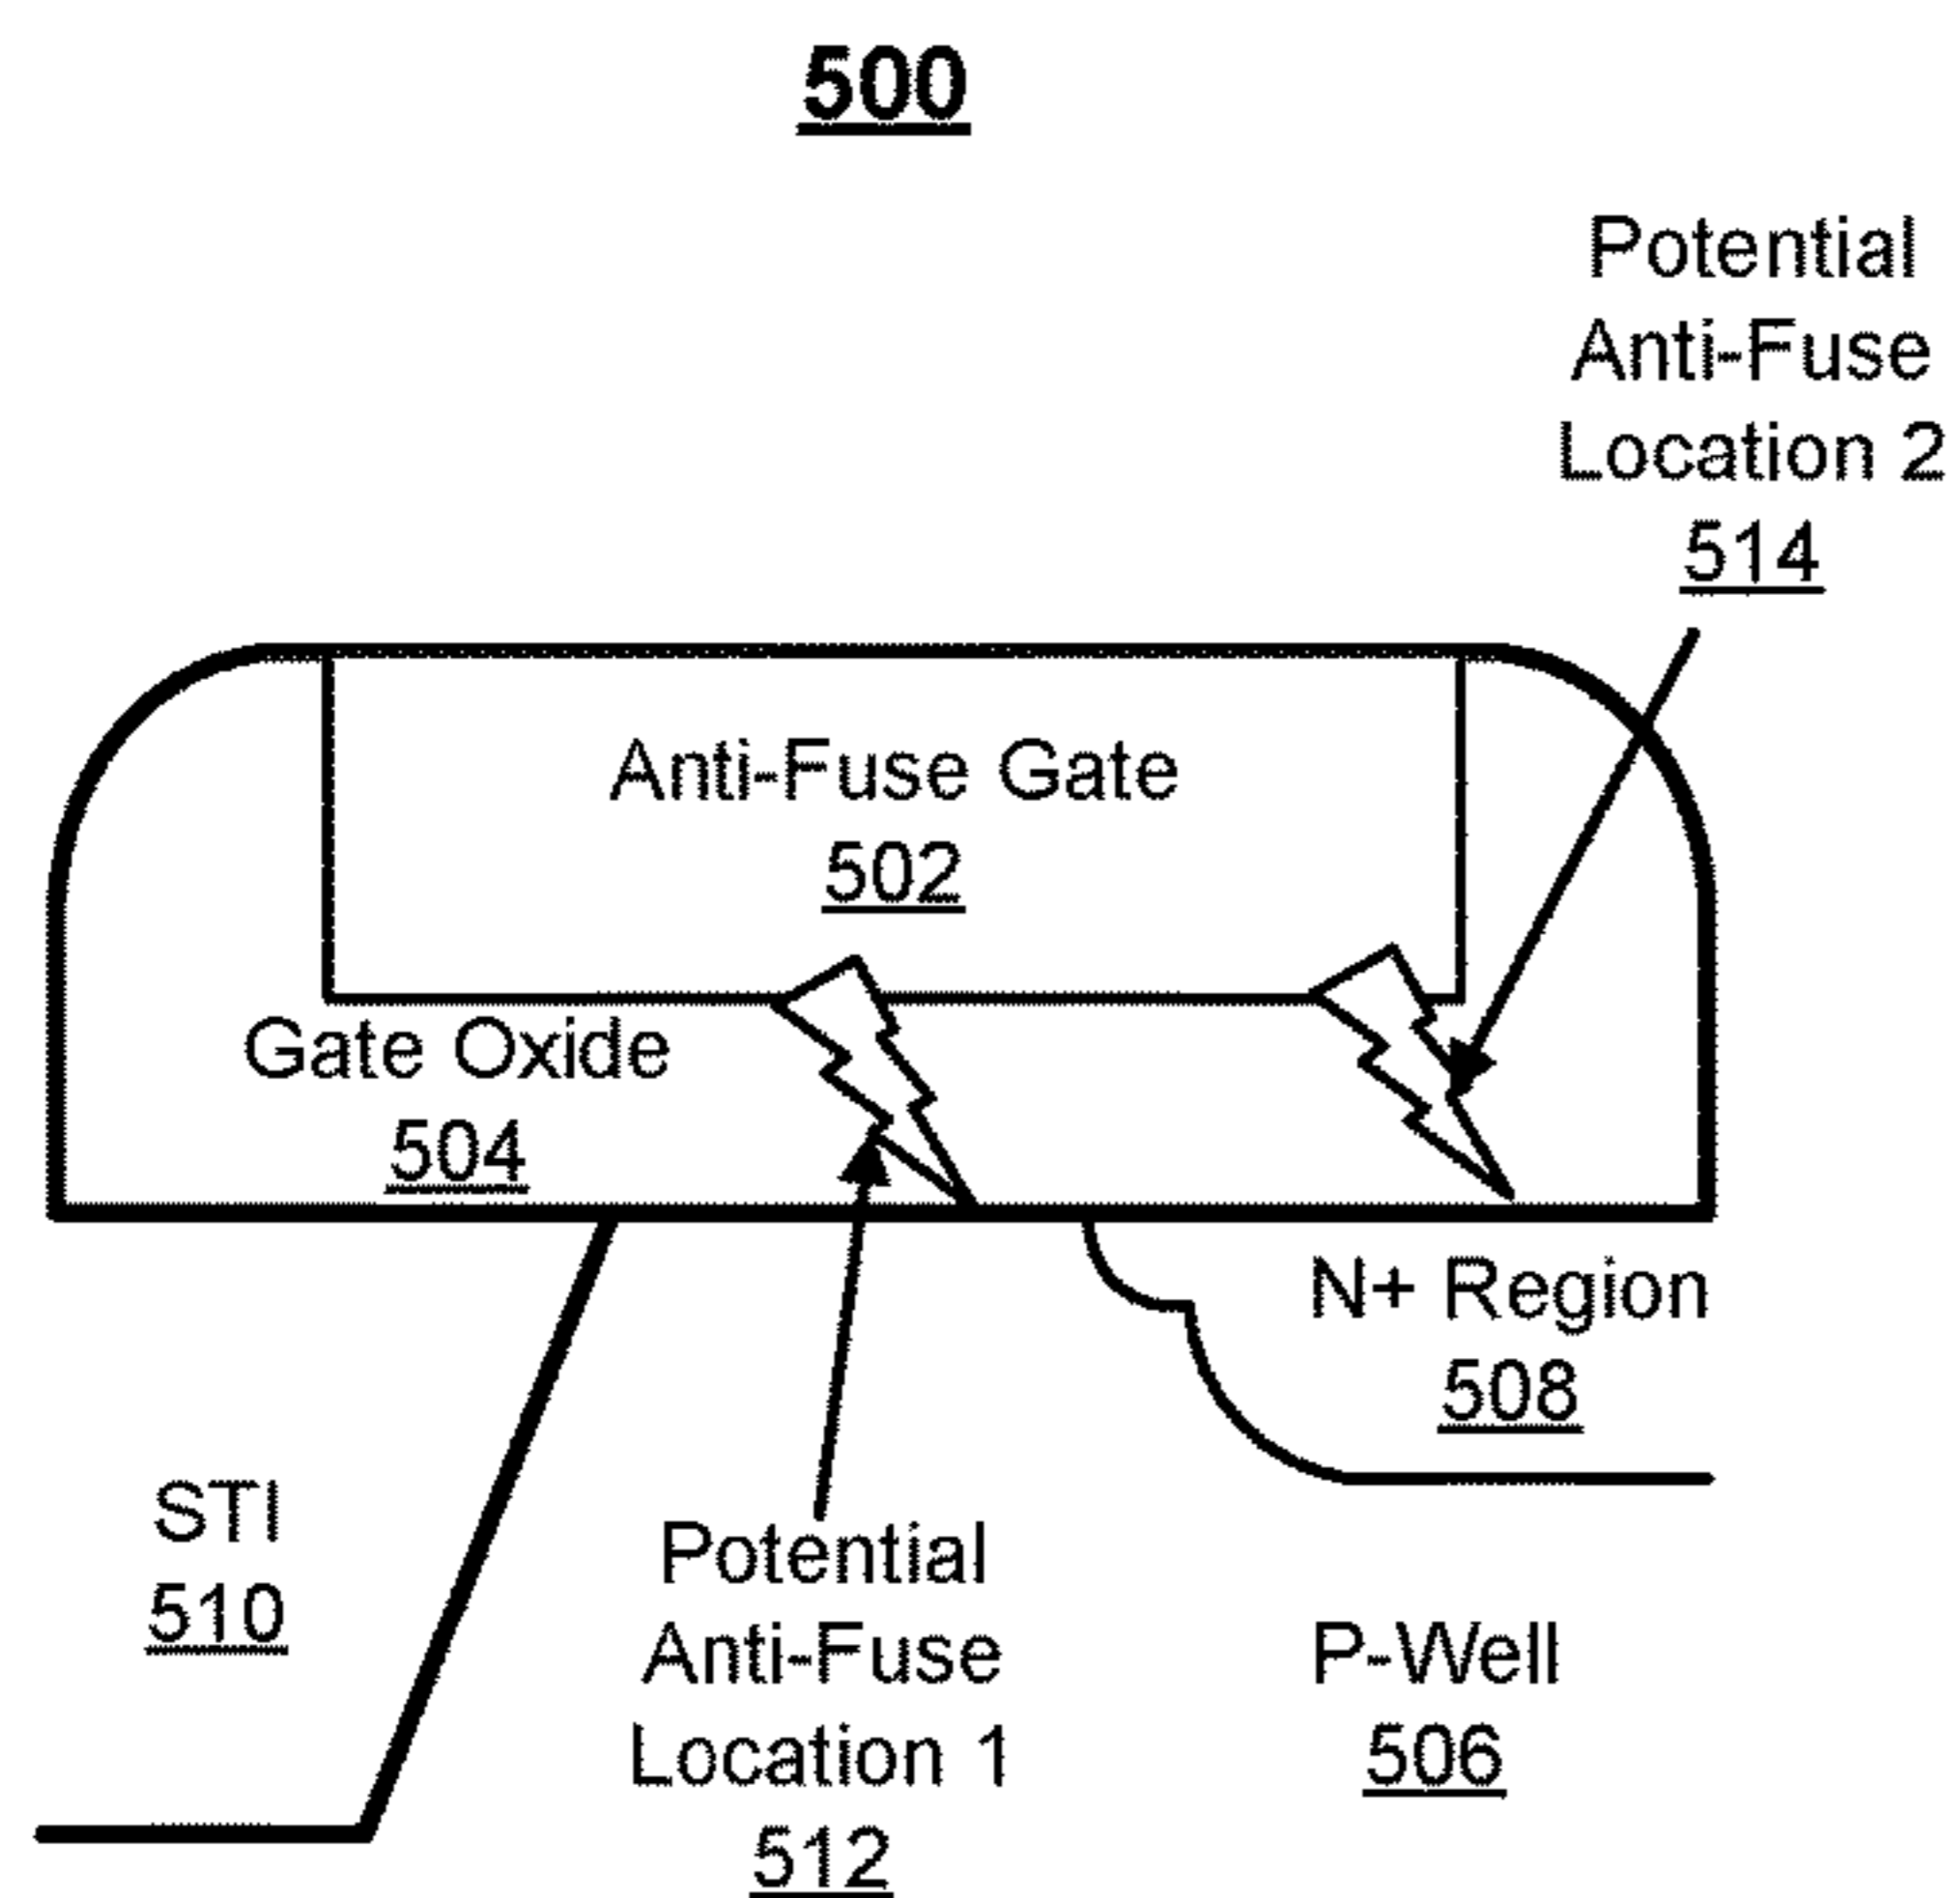 500
Potential
Anti-Fuse
Location 2
514
Anti-Fuse Gate
502
Gate Oxide
504
N+ Region
508
STI
510
Potential
Anti-Fuse
Location 1
512
P-Well
506